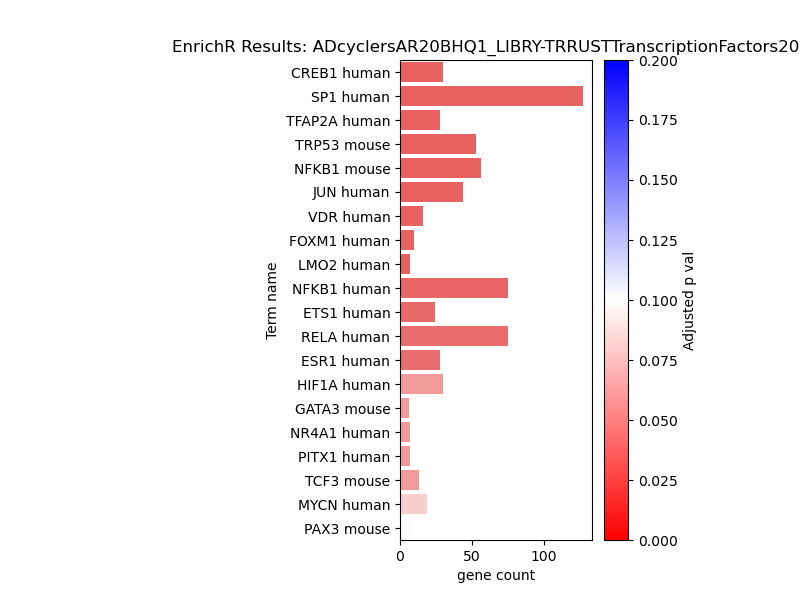 EnrichR Results: ADcyclersAR20BHQ1_LIBRY-TRRUSTTranscriptionFactors20
CREB1 human
SP1 human
TFAP2A human
TRP53 mouse
NFKB1 mouse
JUN human
VDR human
FOXM1 human
LMO2 human
NFKB1 human
ETS1 human
RELA human
ESR1 human
HIF1A human
GATA3 mouse
NR4A1 human
PITX1 human
TCF3 mouse
MYCN human
PAX3 mouse
Term name
0 50 100
gene count
0.200
0.175
0.150
0.125
0.100
0.075
0.050
0.025
0.000
Adjusted p val